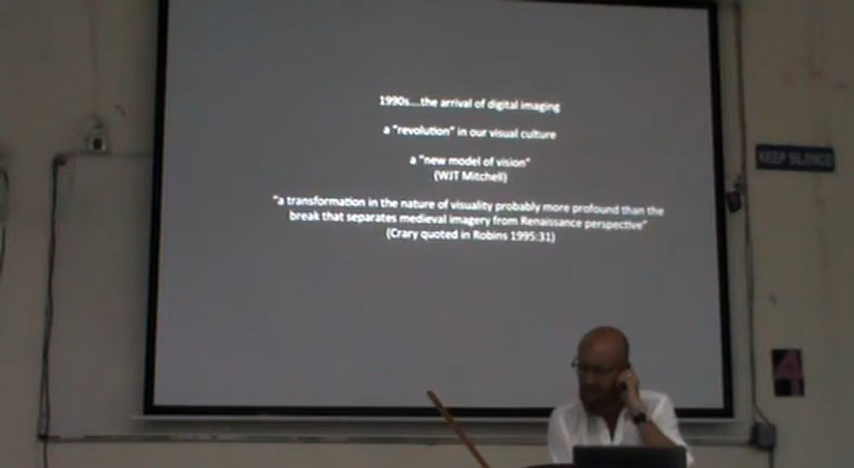 1990s....the arrival of digital imaging
a "revolution" in our visual culture
a "new model of vision"
(WJT Mitchell)
"a transformation in the nature of visuality probably more profound than the
break that separates medieval imagery from Renaissance perspective"
(Crary quoted in Robins 1995:31)
KEEP SILENCE
4